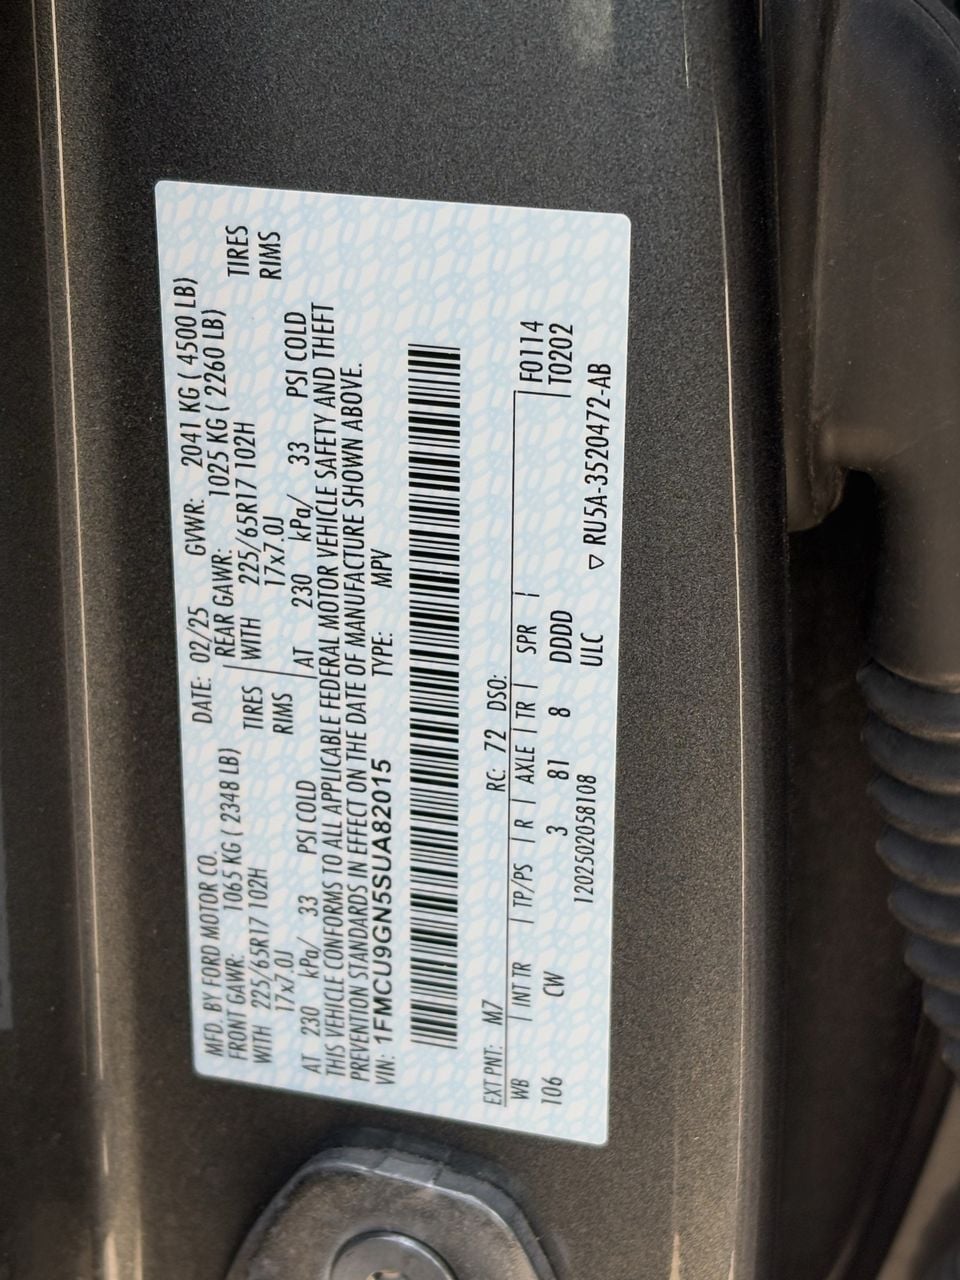 MFD. BY FORD MOTOR CO. DATE: 02/25 GVWR: 2041 KG ( 4500 LB)
FRONT GAWR: 1065 KG ( 2348 LB) REAR GAWR: 1025 KG ( 2260 LB)
WITH 225/65R17 102H TIRES WITH 225/65R17 102H TIRES
17x7.0J RIMS 17x7.0J RIMS
AT 230 kPa/ 33 PSI COLD AT 230 kPa/ 33 PSI COLD
THIS VEHICLE CONFORMS TO ALL APPLICABLE FEDERAL MOTOR VEHICLE SAFETY AND THEFT
PREVENTION STANDARDS IN EFFECT ON THE DATE OF MANUFACTURE SHOWN ABOVE.
VIN: 1FMCU9GN5SUA82015 TYPE: MPV
EXT PNT: M7 RC: 72 DSO:
WB INT TR TP/PS R AXLE TR SPR F0114
106 CW 3 81 8 DDDD T0202
1202502058108 ULC
▽ RU5A-3520472-AB